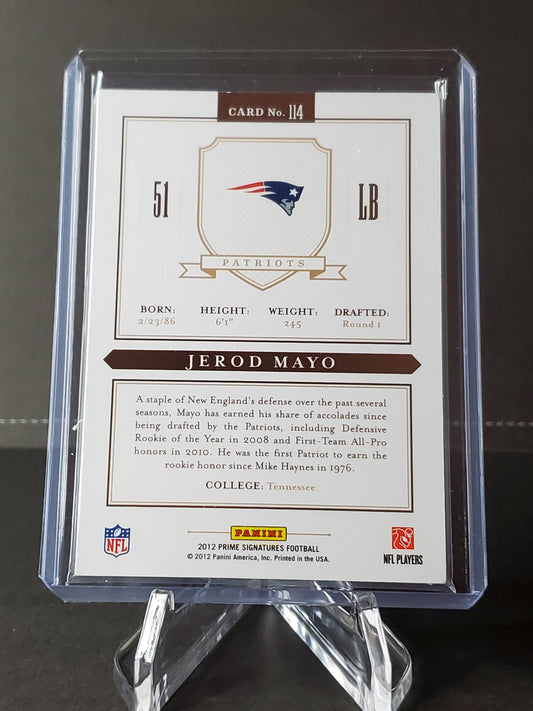 CARD No. 114
51
LB
PATRIOTS
BORN: HEIGHT: WEIGHT: DRAFTED:
2/23/86 6'1" 245 Round 1
JEROD MAYO
A staple of New England's defense over the past several
seasons, Mayo has earned his share of accolades since
being drafted by the Patriots, including Defensive
Rookie of the Year in 2008 and First-Team All-Pro
honors in 2010. He was the first Patriot to earn the
rookie honor since Mike Haynes in 1976.
COLLEGE: Tennessee
NFL
PANINI
2012 PRIME SIGNATURES FOOTBALL
© 2012 Panini America, Inc. Printed in the USA.
NFL PLAYERS